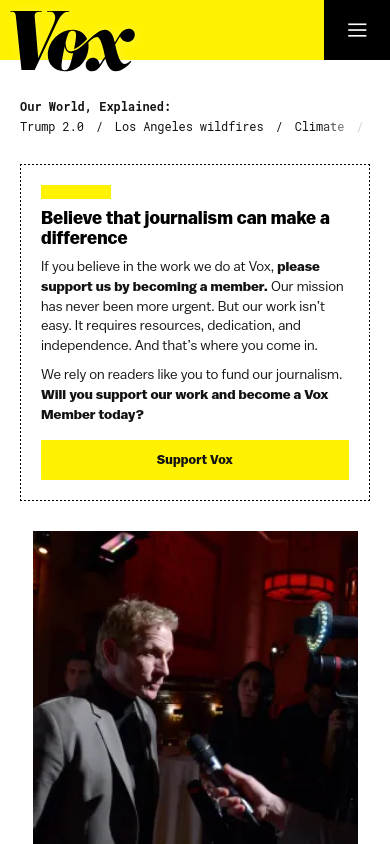 Vox
Our World, Explained:
Trump 2.0 / Los Angeles wildfires / Climate /
Believe that journalism can make a
difference
If you believe in the work we do at Vox, please
support us by becoming a member. Our mission
has never been more urgent. But our work isn't
easy. It requires resources, dedication, and
independence. And that's where you come in.
We rely on readers like you to fund our journalism.
Will you support our work and become a Vox
Member today?
Support Vox